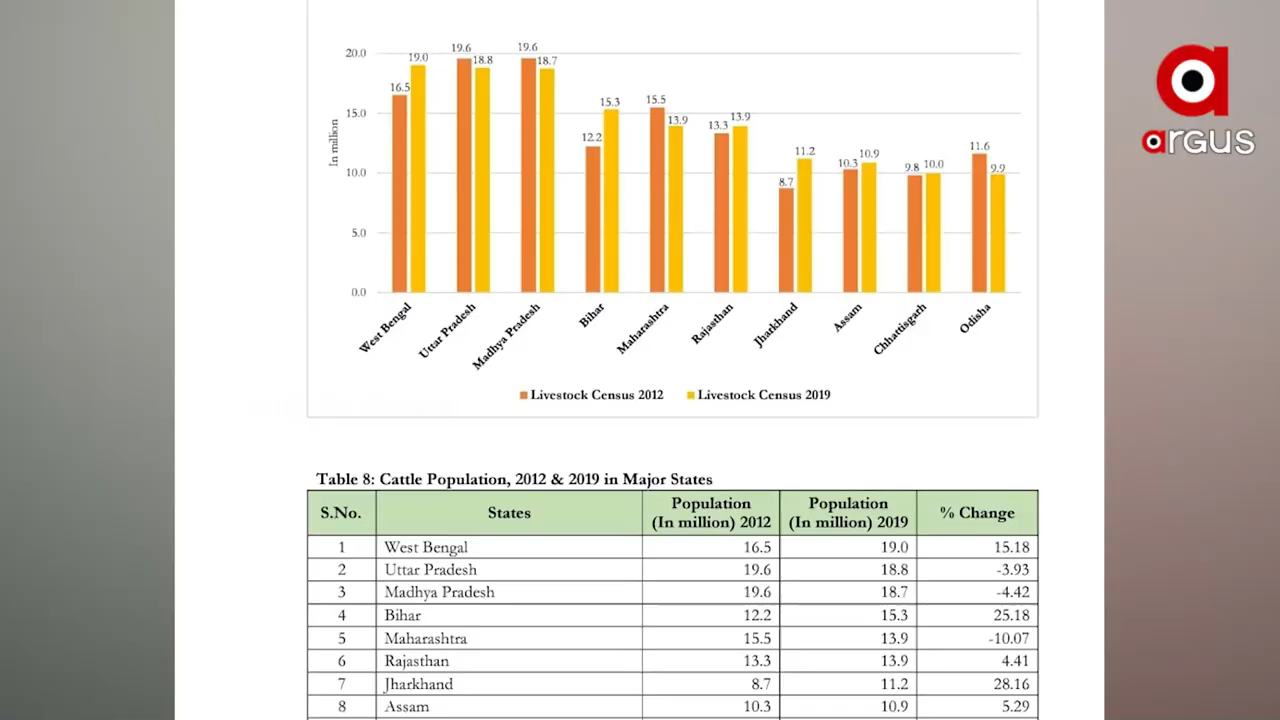 argus
20.0
15.0
10.0
5.0
0.0
In million
16.5 19.0 19.6 18.8 19.6 18.7 12.2 15.3 15.5 13.9 13.3 13.9 8.7 11.2 10.3 10.9 9.8 10.0 11.6 9.9
West Bengal Uttar Pradesh Madhya Pradesh Bihar Maharashtra Rajasthan Jharkhand Assam Chhattisgath Odisha
Livestock Census 2012 Livestock Census 2019
Table 8: Cattle Population, 2012 & 2019 in Major States
S.No. States Population (In million) 2012 Population (In million) 2019 % Change
1 West Bengal 16.5 19.0 15.18
2 Uttar Pradesh 19.6 18.8 -3.93
3 Madhya Pradesh 19.6 18.7 -4.42
4 Bihar 12.2 15.3 25.18
5 Maharashtra 15.5 13.9 -10.07
6 Rajasthan 13.3 13.9 4.41
7 Jharkhand 8.7 11.2 28.16
8 Assam 10.3 10.9 5.29